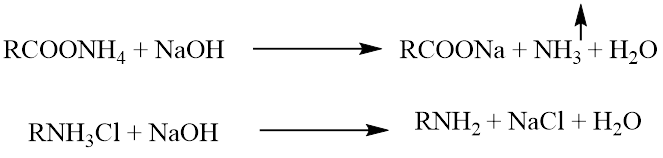 RCOONH₄ + NaOH ⟶ RCOONa + NH₃ ↑ + H₂O
RNH₃Cl + NaOH ⟶ RNH₂ + NaCl + H₂O